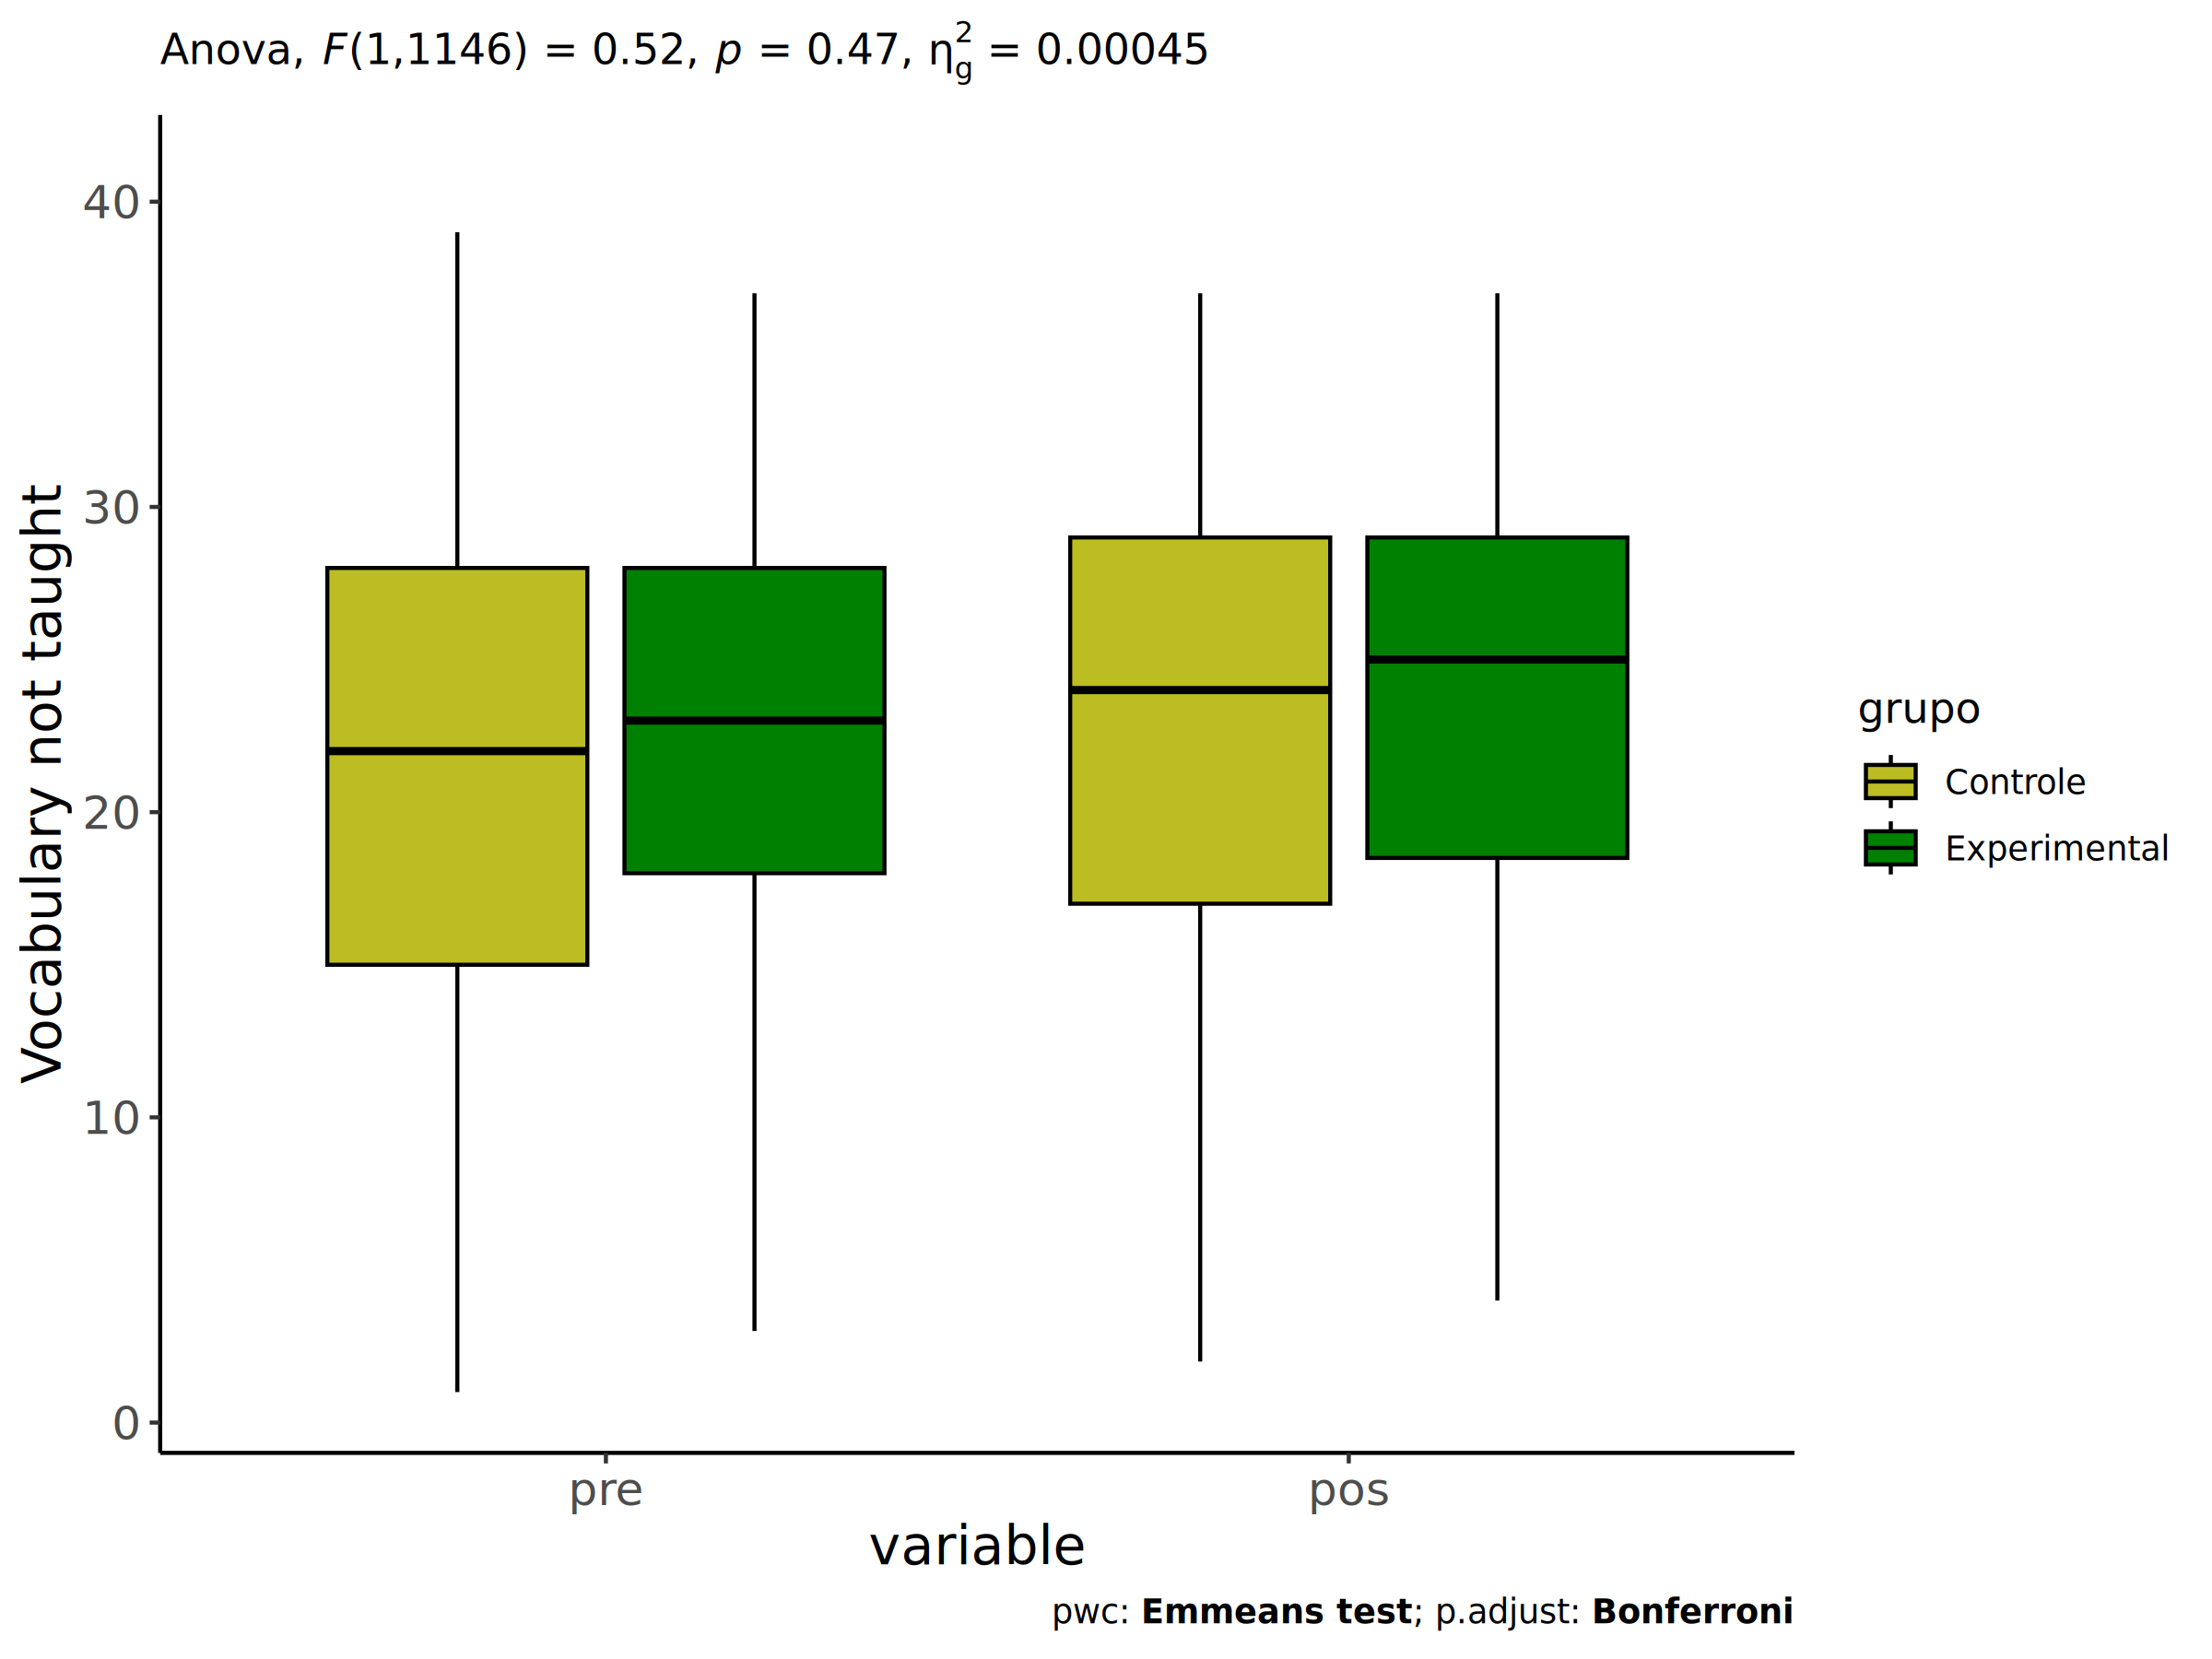 Anova, F(1,1146) = 0.52, p = 0.47, η²g = 0.00045
Vocabulary not taught
40
30
20
10
0
pre
pos
variable
grupo
Controle
Experimental
pwc: Emmeans test; p.adjust: Bonferroni